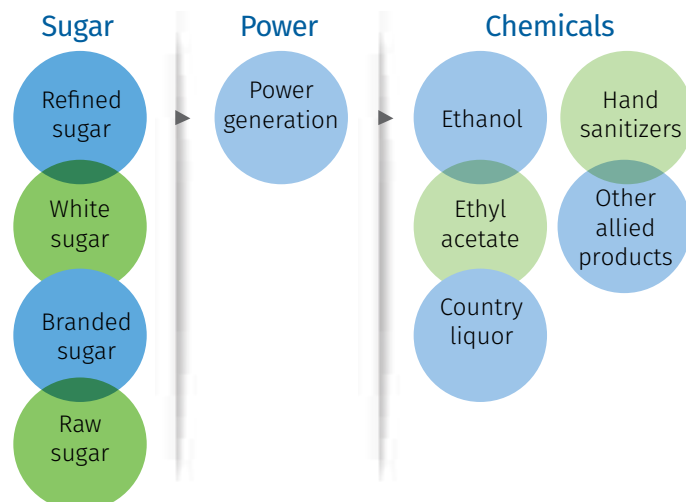 Sugar
Refined
sugar
White
sugar
Branded
sugar
Raw
sugar
Power
Power
generation
Chemicals
Ethanol
Ethyl
acetate
Country
liquor
Hand
sanitizers
Other
allied
products